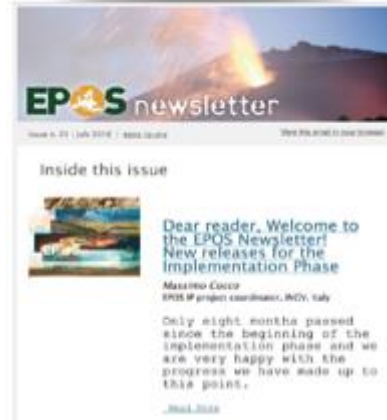 EPOS newsletter
Inside this issue
Dear reader, Welcome to
the EPOS Newsletter!
New releases for the
Implementation Phase
Massimo Cocco
EPOS IP project coordinator, INGV, Italy
Only eight months passed
since the beginning of the
implementation phase and we
are very happy with the
progress we have made up to
this point.
Read More